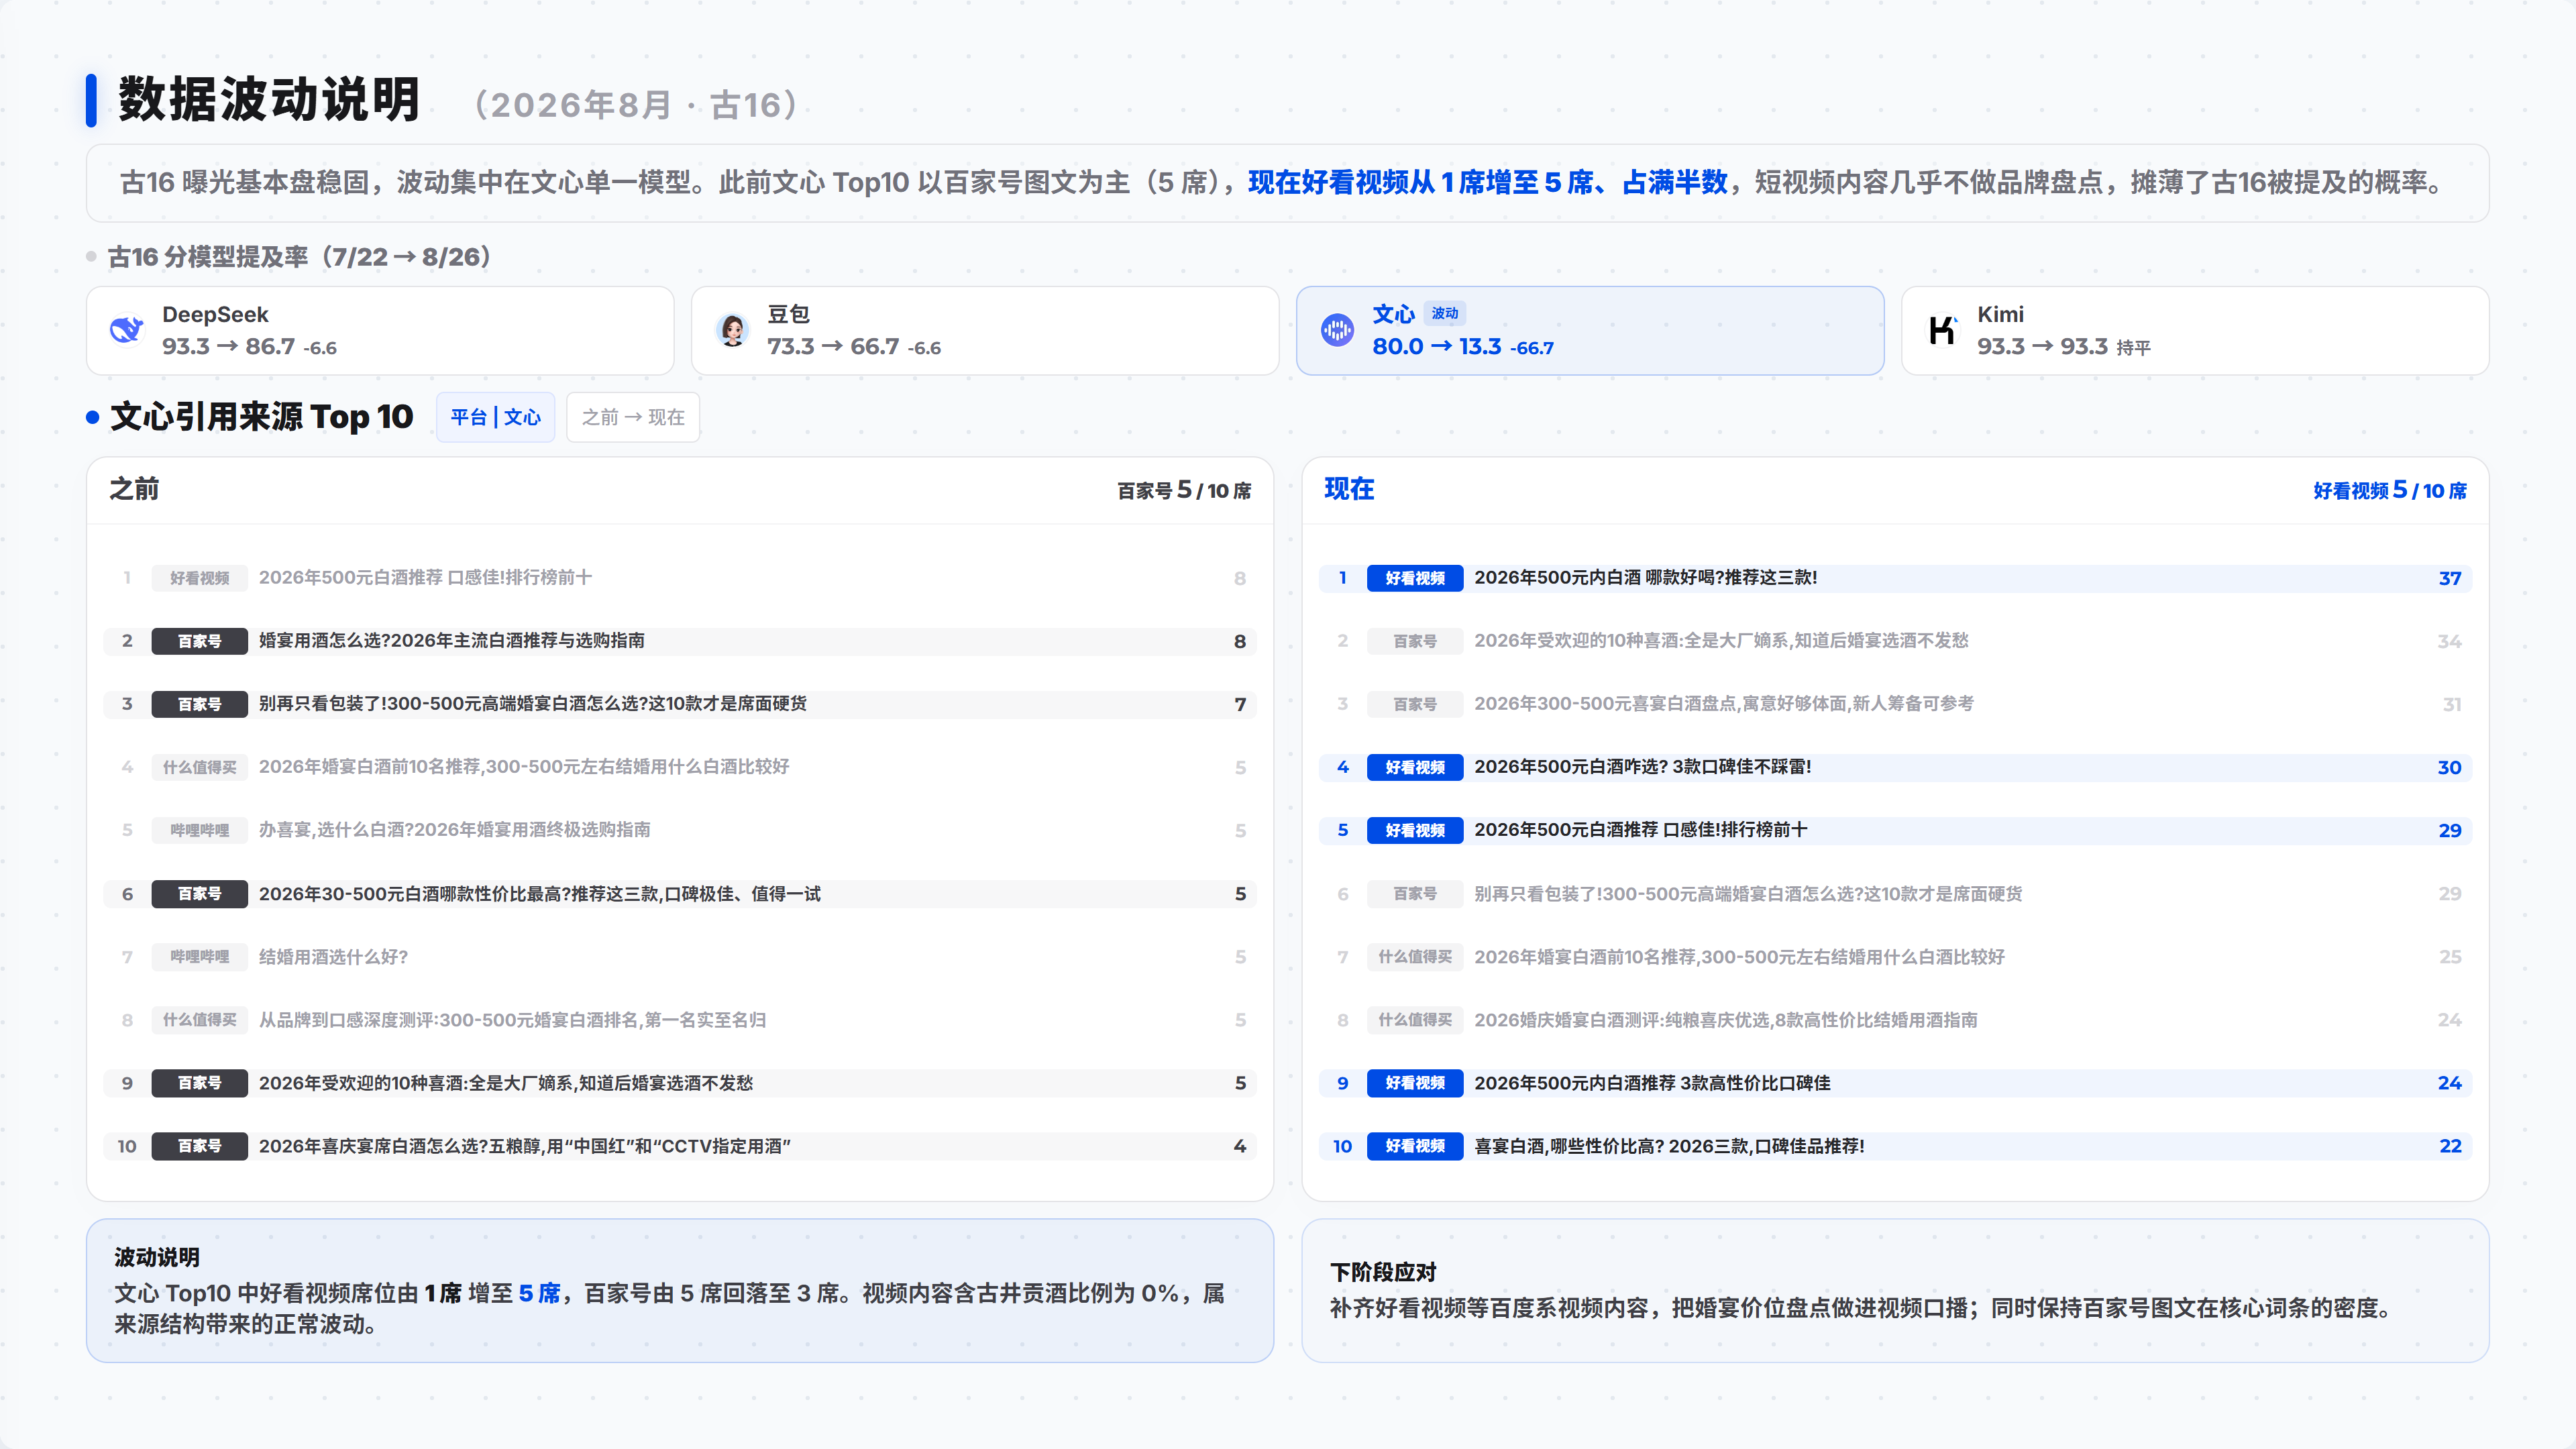 数据波动说明 （2026年8月 · 古16）
古16 曝光基本盘稳固，波动集中在文心单一模型。此前文心 Top10 以百家号图文为主（5 席），现在好看视频从 1 席增至 5 席、占满半数，短视频内容几乎不做品牌盘点，摊薄了古16被提及的概率。
古16 分模型提及率（7/22 → 8/26）
DeepSeek
93.3 → 86.7 -6.6
豆包
73.3 → 66.7 -6.6
文心 波动
80.0 → 13.3 -66.7
Kimi
93.3 → 93.3 持平
文心引用来源 Top 10 平台 | 文心 之前 → 现在
之前 百家号 5 / 10 席
1 好看视频 2026年500元白酒推荐 口感佳!排行榜前十 8
2 百家号 婚宴用酒怎么选?2026年主流白酒推荐与选购指南 8
3 百家号 别再只看包装了!300-500元高端婚宴白酒怎么选?这10款才是席面硬货 7
4 什么值得买 2026年婚宴白酒前10名推荐,300-500元左右结婚用什么白酒比较好 5
5 哔哩哔哩 办喜宴,选什么白酒?2026年婚宴用酒终极选购指南 5
6 百家号 2026年30-500元白酒哪款性价比最高?推荐这三款,口碑极佳、值得一试 5
7 哔哩哔哩 结婚用酒选什么好? 5
8 什么值得买 从品牌到口感深度测评:300-500元婚宴白酒排名,第一名实至名归 5
9 百家号 2026年受欢迎的10种喜酒:全是大厂嫡系,知道后婚宴选酒不发愁 5
10 百家号 2026年喜庆宴席白酒怎么选?五粮醇,用“中国红”和“CCTV指定用酒” 4
现在 好看视频 5 / 10 席
1 好看视频 2026年500元内白酒 哪款好喝?推荐这三款! 37
2 百家号 2026年受欢迎的10种喜酒:全是大厂嫡系,知道后婚宴选酒不发愁 34
3 百家号 2026年300-500元喜宴白酒盘点,寓意好够体面,新人筹备可参考 31
4 好看视频 2026年500元白酒咋选? 3款口碑佳不踩雷! 30
5 好看视频 2026年500元白酒推荐 口感佳!排行榜前十 29
6 百家号 别再只看包装了!300-500元高端婚宴白酒怎么选?这10款才是席面硬货 29
7 什么值得买 2026年婚宴白酒前10名推荐,300-500元左右结婚用什么白酒比较好 25
8 什么值得买 2026婚庆婚宴白酒测评:纯粮喜庆优选,8款高性价比结婚用酒指南 24
9 好看视频 2026年500元内白酒推荐 3款高性价比口碑佳 24
10 好看视频 喜宴白酒,哪些性价比高? 2026三款,口碑佳品推荐! 22
波动说明
文心 Top10 中好看视频席位由 1 席 增至 5 席，百家号由 5 席回落至 3 席。视频内容含古井贡酒比例为 0%，属
来源结构带来的正常波动。
下阶段应对
补齐好看视频等百度系视频内容，把婚宴价位盘点做进视频口播；同时保持百家号图文在核心词条的密度。